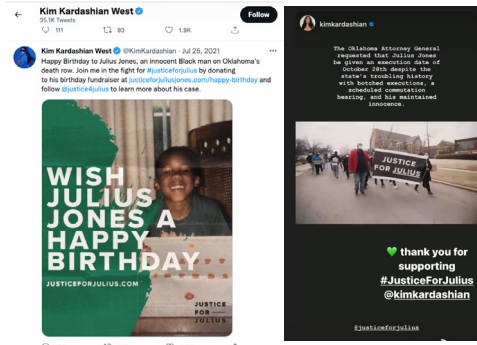 Kim Kardashian West
35.1K Tweets
Follow
111
93
1.9K
Kim Kardashian West @KimKardashian · Jul 25, 2021
Happy Birthday to Julius Jones, an innocent Black man on Oklahoma's
death row. Join me in the fight for #justiceforjulius by donating
to his birthday fundraiser at justiceforjuliusjones.com/happy-birthday and
follow @justice4julius to learn more about his case.
WISH
JULIUS
JONES A
HAPPY
BIRTHDAY
JUSTICEFORJULIUS.COM
JUSTICE
FOR
JULIUS
kimkardashian
The Oklahoma Attorney General
requested that Julius Jones
be given an execution date of
October 28th despite the
state's troubling history
with botched executions, a
scheduled commutation
hearing, and his maintained
innocence.
JUSTICE
FOR JULIUS
💚 thank you for
supporting
#JusticeForJulius
@kimkardashian
@justiceforjulius